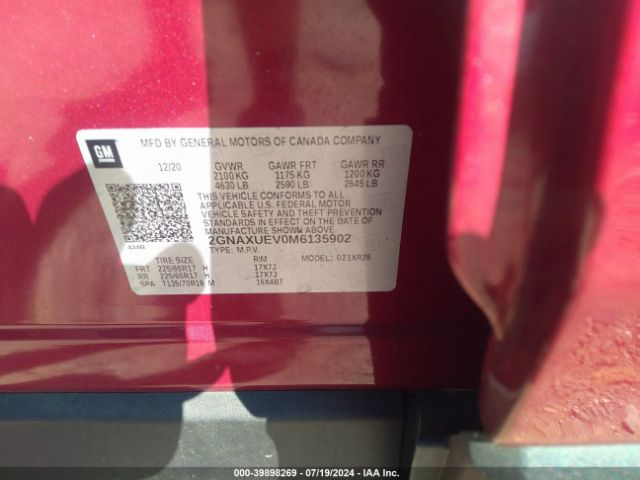 GM
MFD BY GENERAL MOTORS OF CANADA COMPANY
12/20 GVWR GAWR FRT GAWR RR
2100 KG 1175 KG 1200 KG
4630 LB 2590 LB 2645 LB
THIS VEHICLE CONFORMS TO ALL
APPLICABLE U.S. FEDERAL MOTOR
VEHICLE SAFETY AND THEFT PREVENTION
STANDARDS IN EFFECT ON THE DATE OF
MANUFACTURE SHOWN
2GNAXUEV0M6135902
TYPE: M.P.V.
TIRE SIZE RIM MODEL: 021XR26
FRT 225/65R17 H 17X7J
RR 225/65R17 H 17X7J
SPA T135/70R16 M 16X4BT
000-39898269 - 07/19/2024 - IAA Inc.